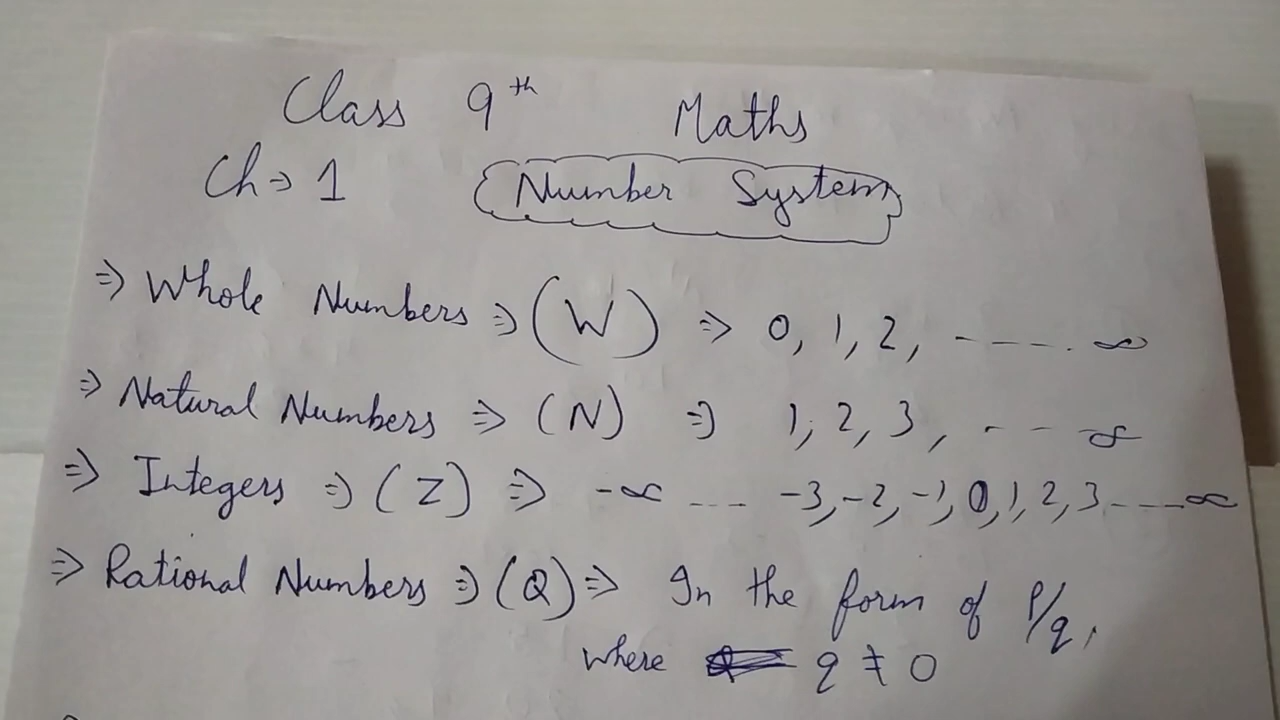 Class 9th Maths
Ch ⇒ 1 Number System
⇒ Whole Numbers ⇒ (W) ⇒ 0, 1, 2, ------ ∞
⇒ Natural Numbers ⇒ (N) ⇒ 1, 2, 3, - - - ∞
⇒ Integers ⇒ (Z) ⇒ -∞ --- -3, -2, -1, 0, 1, 2, 3 ----- ∞
⇒ Rational Numbers ⇒ (Q) ⇒ In the form of P/q,
where q ≠ 0